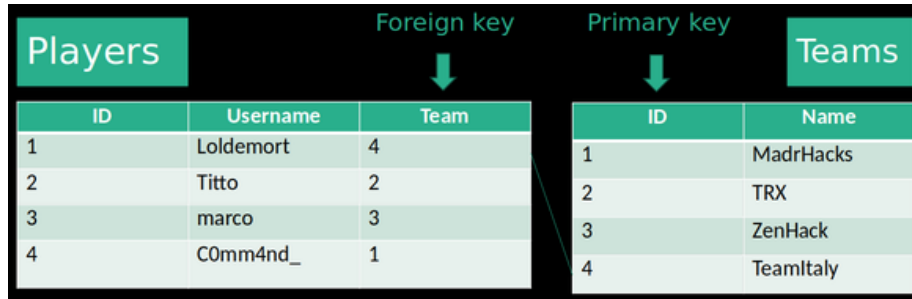 Foreign key
Primary key
Players
Teams
ID Username Team
1 Loldemort 4
2 Titto 2
3 marco 3
4 C0mm4nd_ 1
ID Name
1 MadrHacks
2 TRX
3 ZenHack
4 TeamItaly